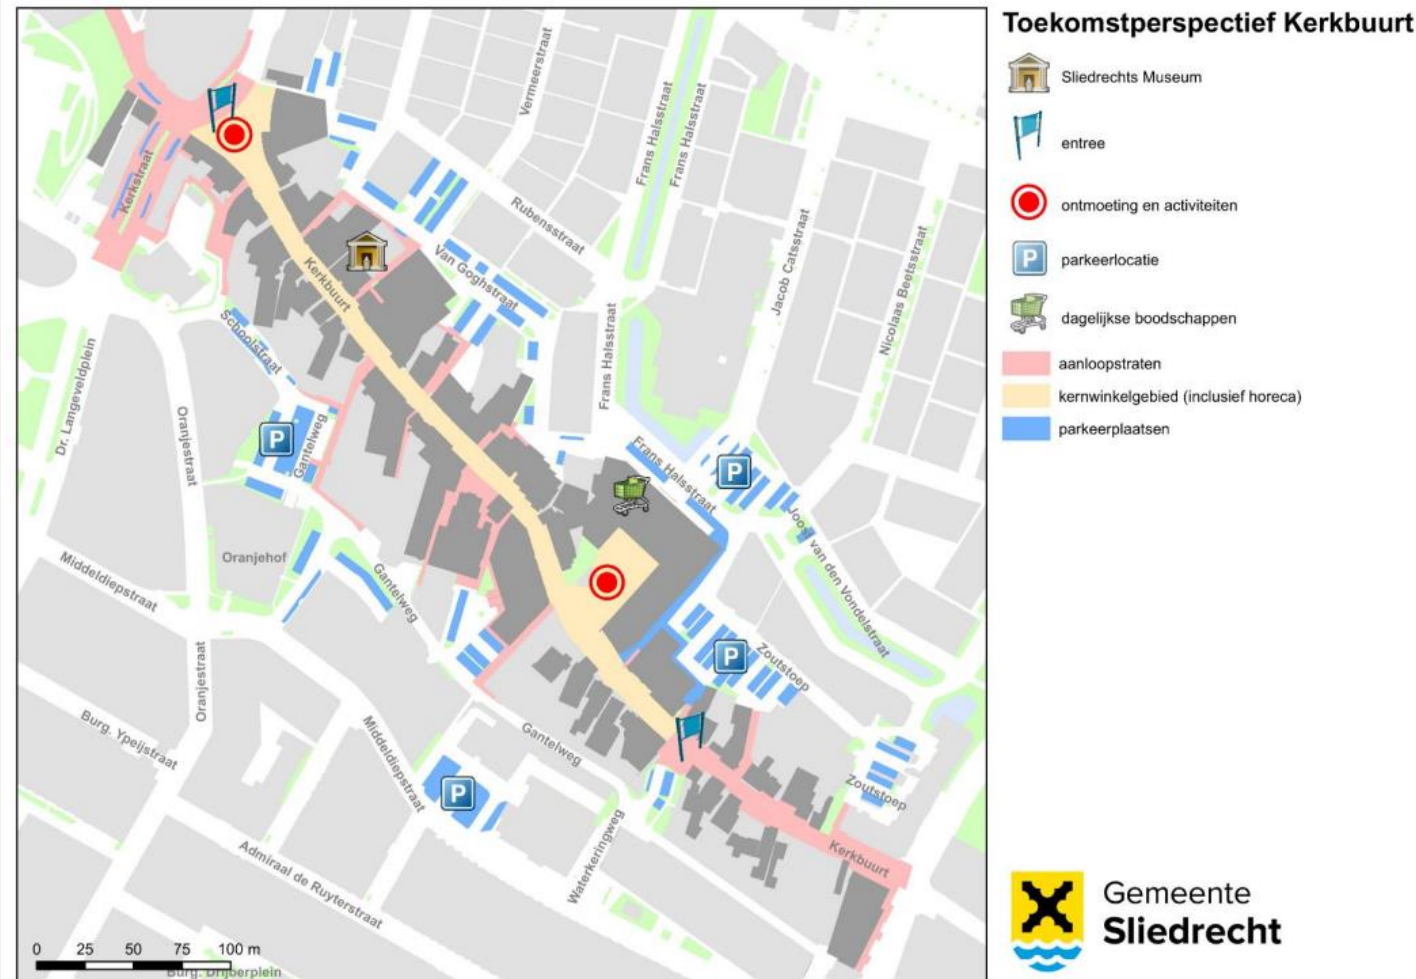 Toekomstperspectief Kerkbuurt
Sliedrechts Museum
entree
ontmoeting en activiteiten
P
parkeerlocatie
dagelijkse boodschappen
aanloopstraten
kernwinkelgebied (inclusief horeca)
parkeerplaatsen
Gemeente
Sliedrecht
Vermeerstraat
Frans Halsstraat
Frans Halsstraat
Kerkstraat
Rubensstraat
Jacob Catsstraat
Nicolaas Beetsstraat
Van Goghstraat
Kerkbuurt
Schoolstraat
Frans Halsstraat
Dr. Langeveldplein
Oranjestraat
P
Gantelweg
Frans Halsstraat
P
Joost van den Vondelstraat
Oranjehof
Middeldiepstraat
Gantelweg
Zoutstoep
P
Oranjestraat
Burg. Ypeijstraat
Middeldiepstraat
Gantelweg
P
Zoutstoep
Waterkeringweg
Kerkbuurt
Admiraal de Ruyterstraat
0 25 50 75 100 m
Burg. Drijberplein